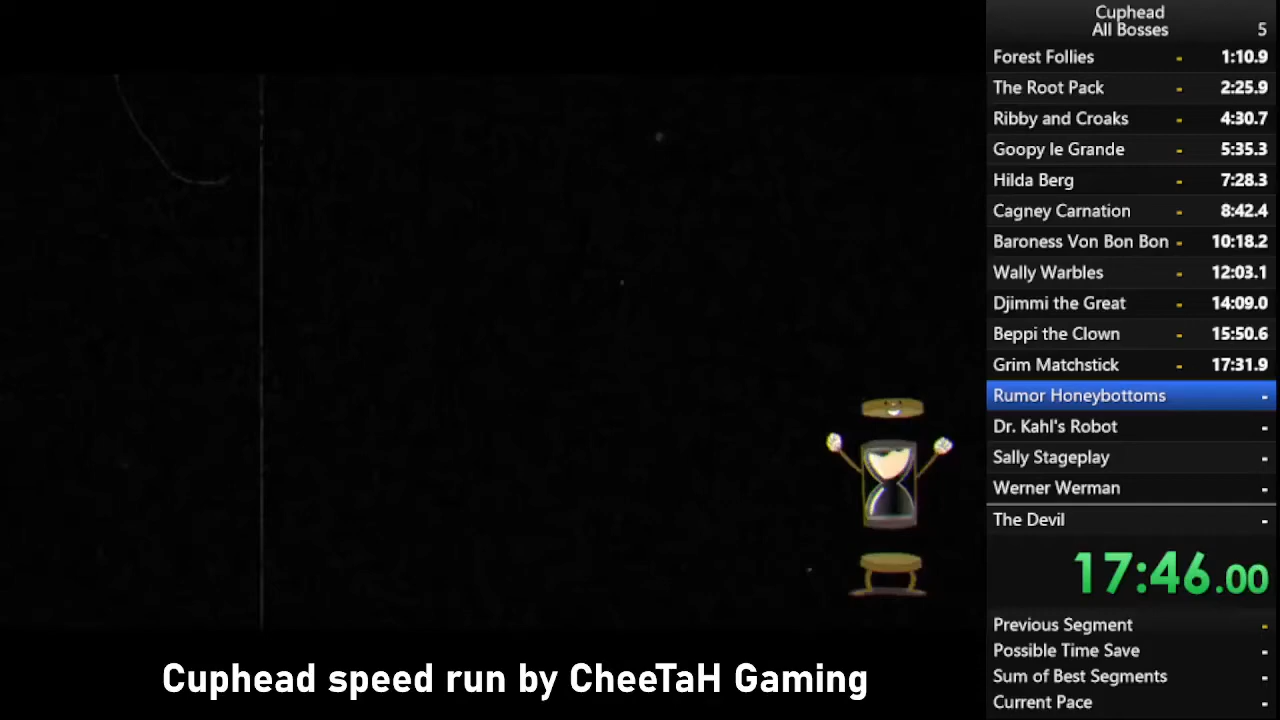 Cuphead
All Bosses 5
Forest Follies - 1:10.9
The Root Pack - 2:25.9
Ribby and Croaks - 4:30.7
Goopy le Grande - 5:35.3
Hilda Berg - 7:28.3
Cagney Carnation - 8:42.4
Baroness Von Bon Bon - 10:18.2
Wally Warbles - 12:03.1
Djimmi the Great - 14:09.0
Beppi the Clown - 15:50.6
Grim Matchstick - 17:31.9
Rumor Honeybottoms -
Dr. Kahl's Robot -
Sally Stageplay -
Werner Werman -
The Devil -
17:46.00
Previous Segment -
Possible Time Save -
Sum of Best Segments -
Current Pace -
Cuphead speed run by CheeTaH Gaming